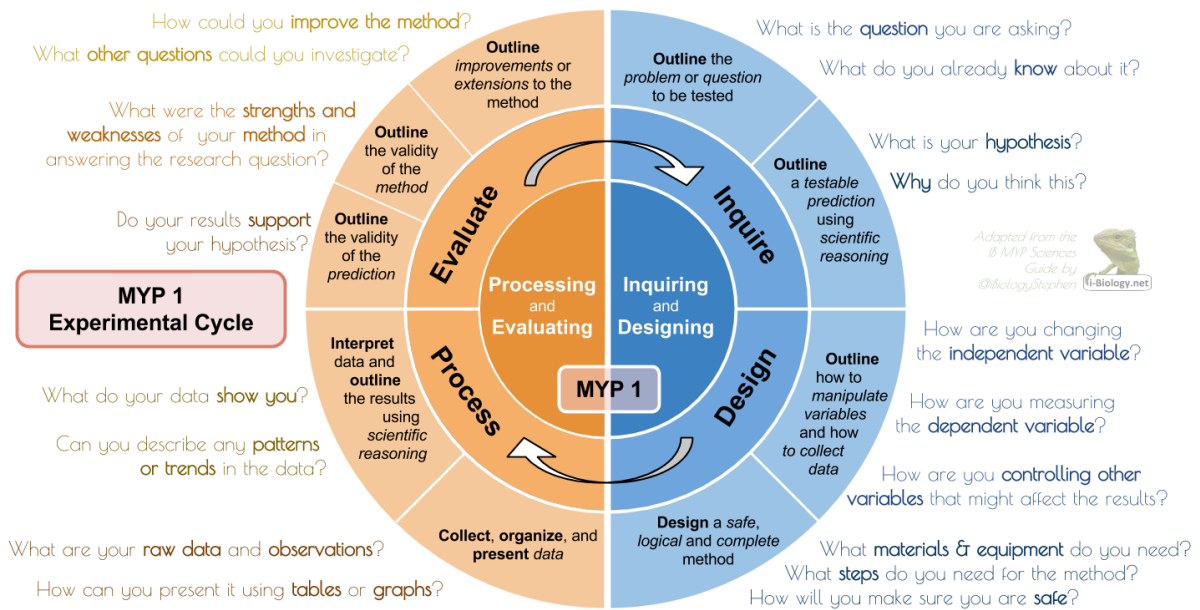 How could you improve the method?
What other questions could you investigate?
What were the strengths and
weaknesses of your method in
answering the research question?
Do your results support
your hypothesis?
MYP 1
Experimental Cycle
What do your data show you?
Can you describe any patterns
or trends in the data?
What are your raw data and observations?
How can you present it using tables or graphs?
Outline
improvements or
extensions to the
method
Outline
the validity
of the
method
Outline
the validity
of the
prediction
Interpret
data and
outline
the results
using
scientific
reasoning
Collect, organize, and
present data
Evaluate
Process
Processing
and
Evaluating
Inquiring
and
Designing
MYP 1
Inquire
Design
Outline the
problem or question
to be tested
Outline
a testable
prediction
using
scientific
reasoning
Outline
how to
manipulate
variables
and how
to collect
data
Design a safe,
logical and complete
method
What is the question you are asking?
What do you already know about it?
What is your hypothesis?
Why do you think this?
Adapted from the
IB MYP Sciences
Guide by
@iBiologyStephen
i-Biology.net
How are you changing
the independent variable?
How are you measuring
the dependent variable?
How are you controlling other
variables that might affect the results?
What materials & equipment do you need?
What steps do you need for the method?
How will you make sure you are safe?